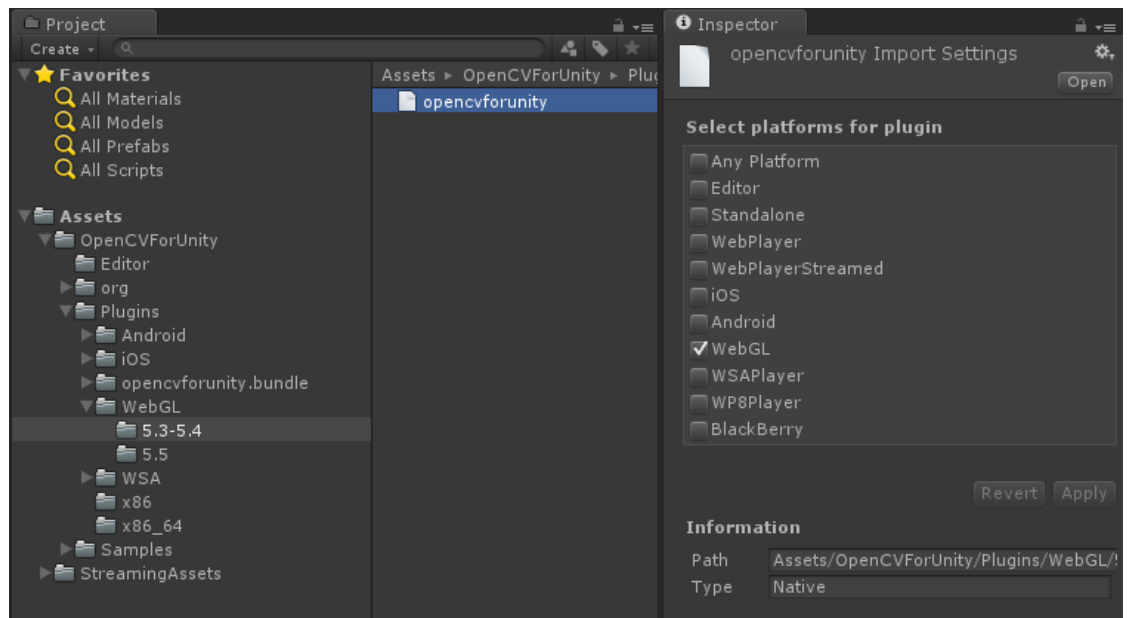 Project
Create
Favorites
All Materials
All Models
All Prefabs
All Scripts
Assets
OpenCVForUnity
Editor
org
Plugins
Android
iOS
opencvforunity.bundle
WebGL
5.3-5.4
5.5
WSA
x86
x86_64
Samples
StreamingAssets
Assets ▸ OpenCVForUnity ▸ Plug
opencvforunity
Inspector
opencvforunity Import Settings
Open
Select platforms for plugin
Any Platform
Editor
Standalone
WebPlayer
WebPlayerStreamed
iOS
Android
WebGL
WSAPlayer
WP8Player
BlackBerry
Revert Apply
Information
Path Assets/OpenCVForUnity/Plugins/WebGL/
Type Native